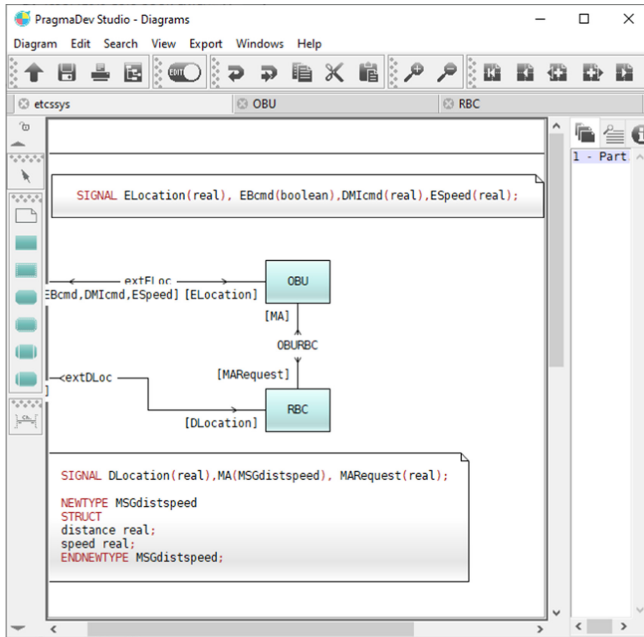 PragmaDev Studio - Diagrams
Diagram Edit Search View Export Windows Help
EDIT
etcssys OBU RBC
1 - Part
SIGNAL ELocation(real), EBcmd(boolean),DMIcmd(real),ESpeed(real);
extELoc
OBU
EBcmd,DMIcmd,ESpeed] [ELocation]
[MA]
OBURBC
extDLoc
[MARequest]
]
RBC
[DLocation]
SIGNAL DLocation(real),MA(MSGdistspeed), MARequest(real);
NEWTYPE MSGdistspeed
STRUCT
distance real;
speed real;
ENDNEWTYPE MSGdistspeed;